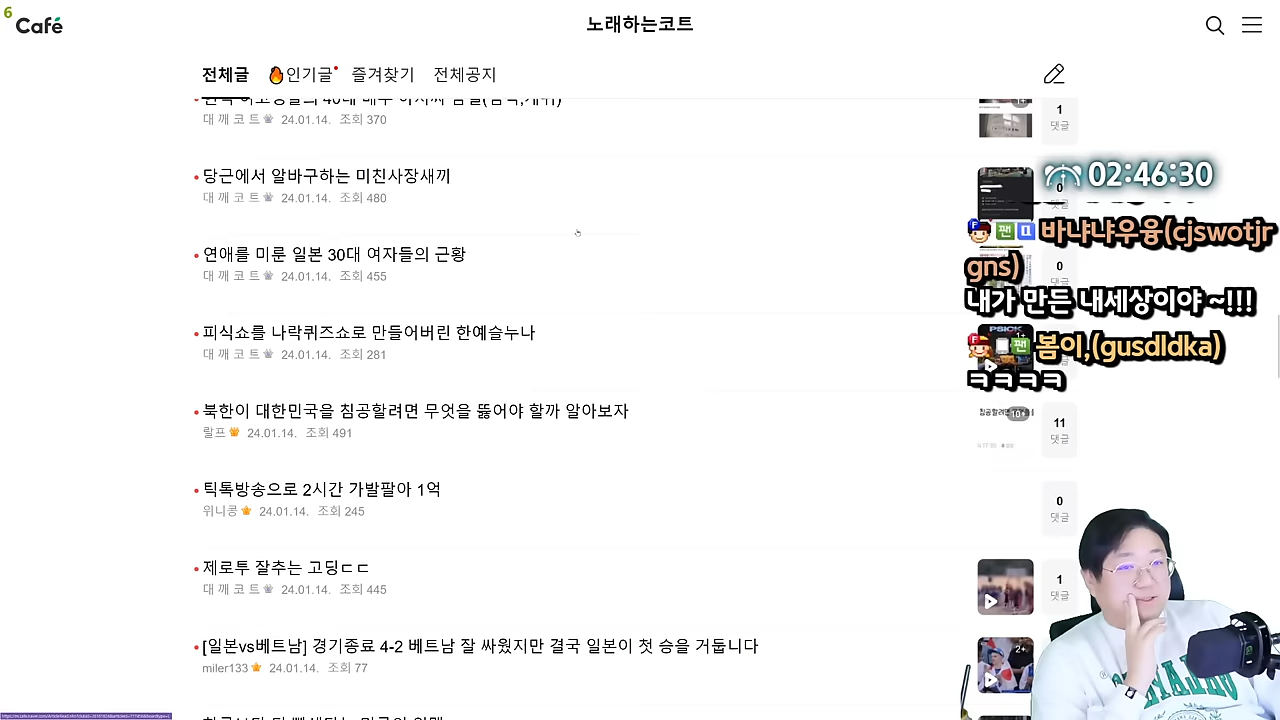 6
Café
노래하는코트
전체글 🔥인기글 즐겨찾기 전체공지
대 깨 코 트 24.01.14. 조회 370
1
댓글
당근에서 알바구하는 미친사장새끼
대 깨 코 트 24.01.14. 조회 480
0
댓글
02:46:30
팬 바냐냐우융(cjswotjr
gns)
내가 만든 내세상이야 ~!!!
연애를 미룬 일본 30대 여자들의 근황
대 깨 코 트 24.01.14. 조회 455
0
댓글
피식쇼를 나락퀴즈쇼로 만들어버린 한예슬누나
대 깨 코 트 24.01.14. 조회 281
PSICK
1+
팬 봄이,(gusdldka)
ㅋㅋㅋㅋ
북한이 대한민국을 침공할려면 무엇을 뚫어야 할까 알아보자
랄프 24.01.14. 조회 491
10+
11
댓글
틱톡방송으로 2시간 가발팔아 1억
위니콩 24.01.14. 조회 245
0
댓글
제로투 잘추는 고딩ㄷㄷ
대 깨 코 트 24.01.14. 조회 445
1
댓글
[일본vs베트남] 경기종료 4-2 베트남 잘 싸웠지만 결국 일본이 첫 승을 거둡니다
miler133 24.01.14. 조회 77
2+